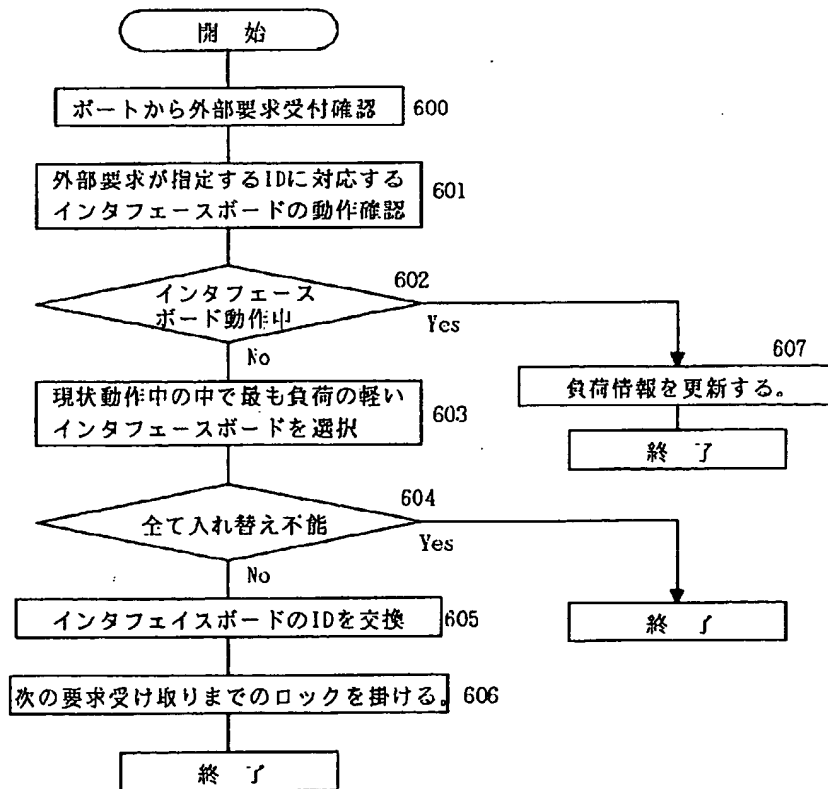 開 始
ポートから外部要求受付確認
600
外部要求が指定するIDに対応する
インタフェースボードの動作確認
601
602
インタフェース
ボード動作中
Yes
No
607
負荷情報を更新する。
終 了
現状動作中の中で最も負荷の軽い
インタフェースボードを選択
603
604
全て入れ替え不能
Yes
No
インタフェイスボードのIDを交換
605
終 了
次の要求受け取りまでのロックを掛ける。
606
終 了